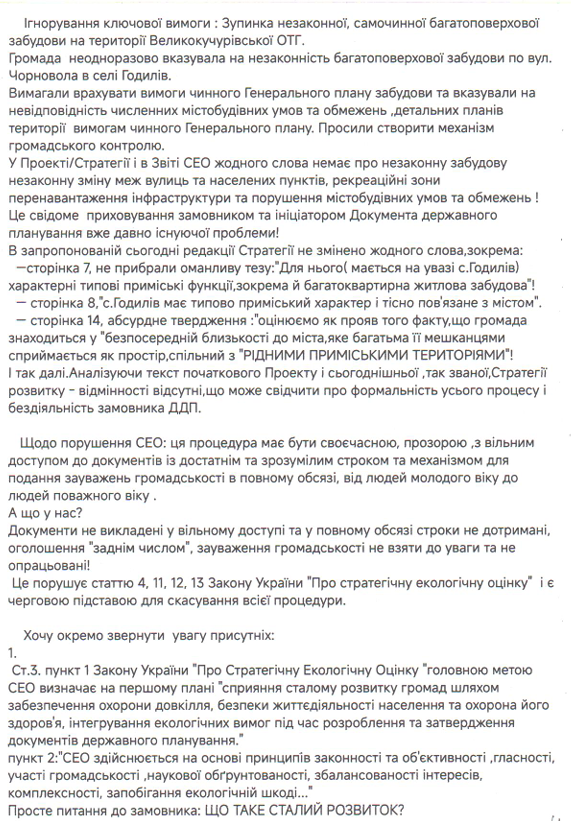 Ігнорування ключової вимоги : Зупинка незаконної, самочинної багатоповерхової
забудови на території Великокучурівської ОТГ.
Громада  неодноразово вказувала на незаконність багатоповерхової забудови по вул.
Чорновола в селі Годилів.
Вимагали врахувати вимоги чинного Генерального плану забудови та вказували на
невідповідність численних містобудівних умов та обмежень ,детальних планів
території  вимогам чинного Генерального плану. Просили створити механізм
громадського контролю.
У Проекті/Стратегії і в Звіті СЕО жодного слова немає про незаконну забудову
незаконну зміну меж вулиць та населених пунктів, рекреаційні зони
перенавантаження інфраструктури та порушення містобудівних умов та обмежень !
Це свідоме  приховування замовником та ініціатором Документа державного
планування вже давно існуючої проблеми!
В запропонованій сьогодні редакції Стратегії не змінено жодного слова,зокрема:
—сторінка 7, не прибрали оманливу тезу:"Для нього( мається на увазі с.Годилів)
характерні типові приміські функції,зокрема й багатоквартирна житлова забудова"!
— сторінка 8,"с.Годилів має типово приміський характер і тісно пов'язане з містом".
— сторінка 14, абсурдне твердження :"оцінюємо як прояв того факту,що громада
знаходиться у "безпосередній близькості до міста,яке багатьма її мешканцями
сприймається як простір,спільний з "РІДНИМИ ПРИМІСЬКИМИ ТЕРИТОРІЯМИ"!
І так далі.Аналізуючи текст початкового Проекту і сьогоднішньої ,так званої,Стратегії
розвитку - відмінності відсутні,що може свідчити про формальність усього процесу і
бездіяльність замовника ДДП.
Щодо порушення СЕО: ця процедура має бути своєчасною, прозорою ,з вільним
доступом до документів із достатнім та зрозумілим строком та механізмом для
подання зауважень громадськості в повному обсязі, від людей молодого віку до
людей поважного віку .
А що у нас?
Документи не викладені у вільному доступі та у повному обсязі строки не дотримані,
оголошення "заднім числом", зауваження громадськості не взяти до уваги та не
опрацьовані!
Це порушує статтю 4, 11, 12, 13 Закону України "Про стратегічну екологічну оцінку"  і є
черговою підставою для скасування всієї процедури.
Хочу окремо звернути  увагу присутніх:
1.
Ст.3. пункт 1 Закону України "Про Стратегічну Екологічну Оцінку "головною метою
СЕО визначає на першому плані "сприяння сталому розвитку громад шляхом
забезпечення охорони довкілля, безпеки життєдіяльності населення та охорона його
здоров'я, інтегрування екологічних вимог під час розроблення та затвердження
документів державного планування."
пункт 2:"СЕО здійснюється на основі принципів законності та об'єктивності ,гласності,
участі громадськості ,наукової обґрунтованості, збалансованості інтересів,
комплексності, запобігання екологічній шкоді..."
Просте питання до замовника: ЩО ТАКЕ СТАЛИЙ РОЗВИТОК?